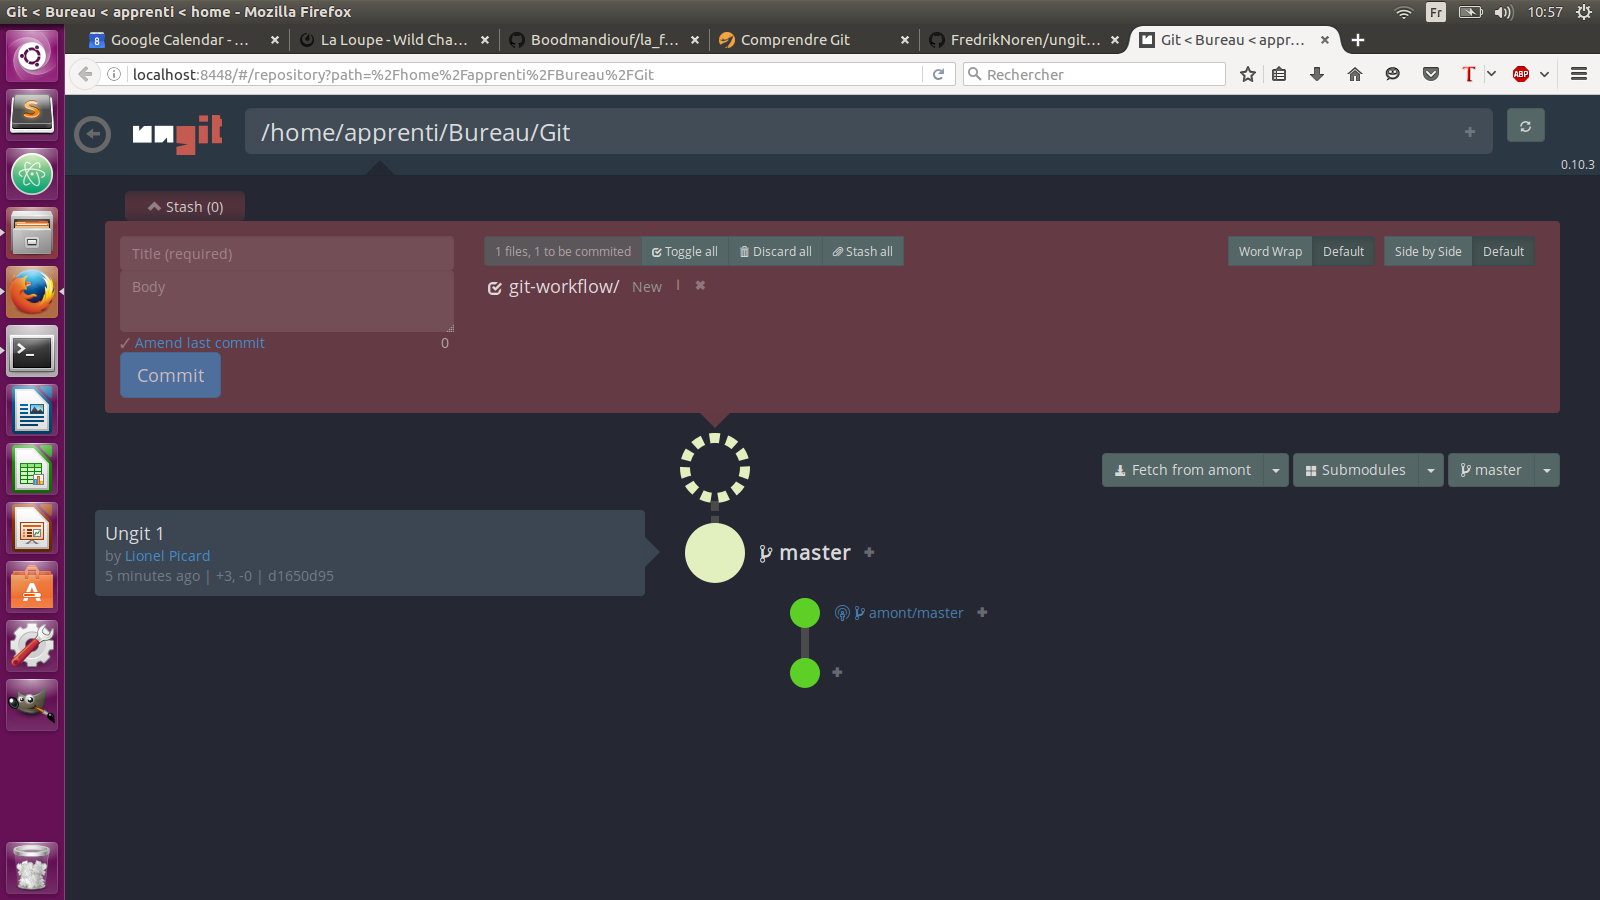 Git < Bureau < apprenti < home - Mozilla Firefox
Fr
10:57
Google Calendar - ...
La Loupe - Wild Cha...
Boodmandiouf/la_f...
Comprendre Git
FredrikNoren/ungit...
Git < Bureau < appr...
localhost:8448/#/repository?path=%2Fhome%2Fapprenti%2FBureau%2FGit
Rechercher
ABP
ungit
/home/apprenti/Bureau/Git
0.10.3
Stash (0)
Title (required)
Body
Amend last commit
0
Commit
1 files, 1 to be commited
Toggle all
Discard all
Stash all
Word Wrap
Default
Side by Side
Default
git-workflow/
New
Fetch from amont
Submodules
master
Ungit 1
by Lionel Picard
5 minutes ago | +3, -0 | d1650d95
master
amont/master